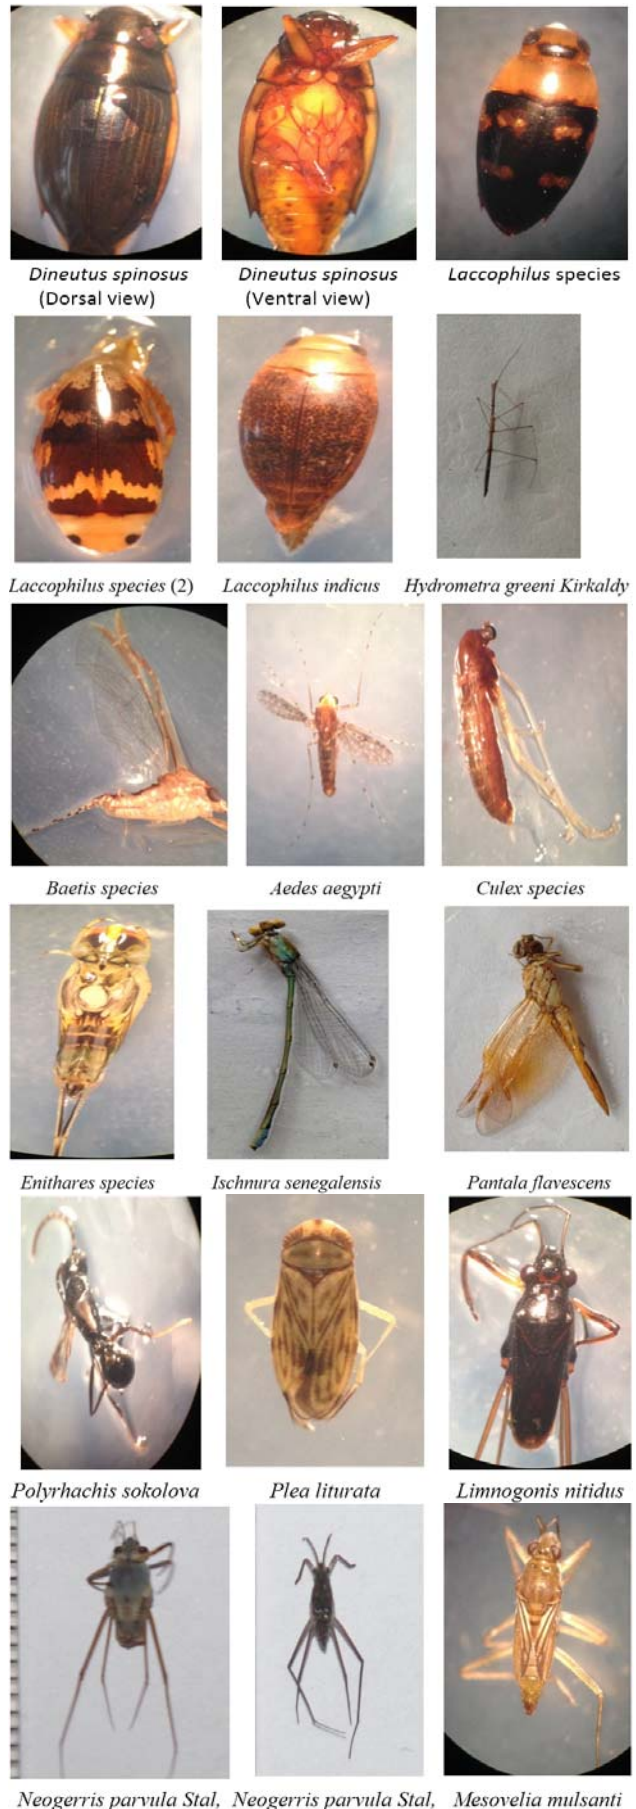 Dineutus spinosus Dineutus spinosus Laccophilus species
(Dorsal view) (Ventral view)
Laccophilus species (2) Laccophilus indicus Hydrometra greeni Kirkaldy
Baetis species Aedes aegypti Culex species
Enithares species Ischnura senegalensis Pantala flavescens
Polyrhachis sokolova Plea liturata Limnogonis nitidus
Neogerris parvula Stal, Neogerris parvula Stal, Mesovelia mulsanti